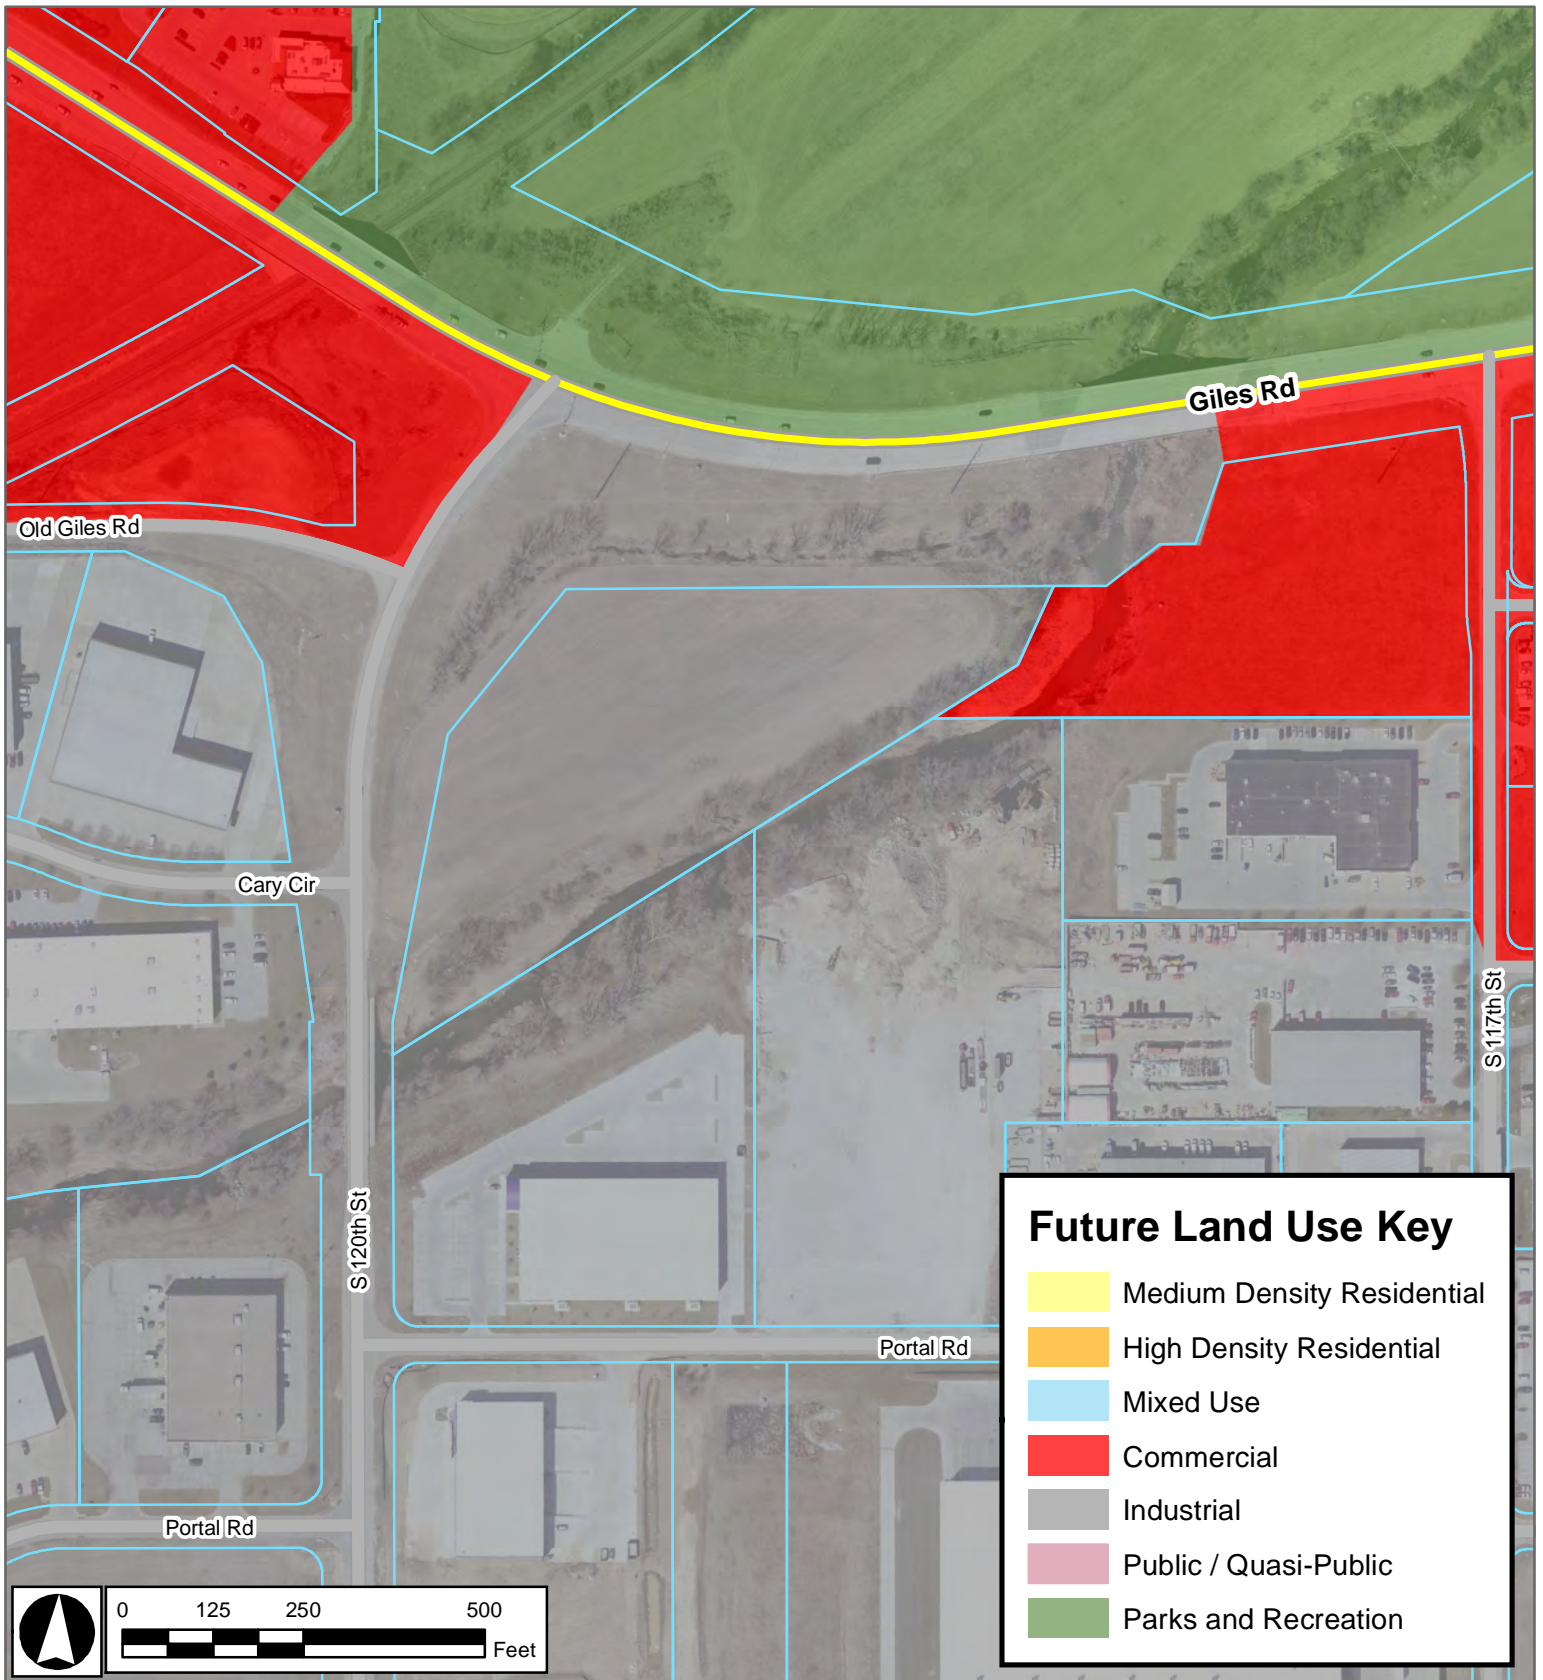 Giles Rd
Old Giles Rd
Cary Cir
S 117th St
S 120th St
Portal Rd
Portal Rd
Future Land Use Key
Medium Density Residential
High Density Residential
Mixed Use
Commercial
Industrial
Public / Quasi-Public
Parks and Recreation
0 125 250 500
Feet